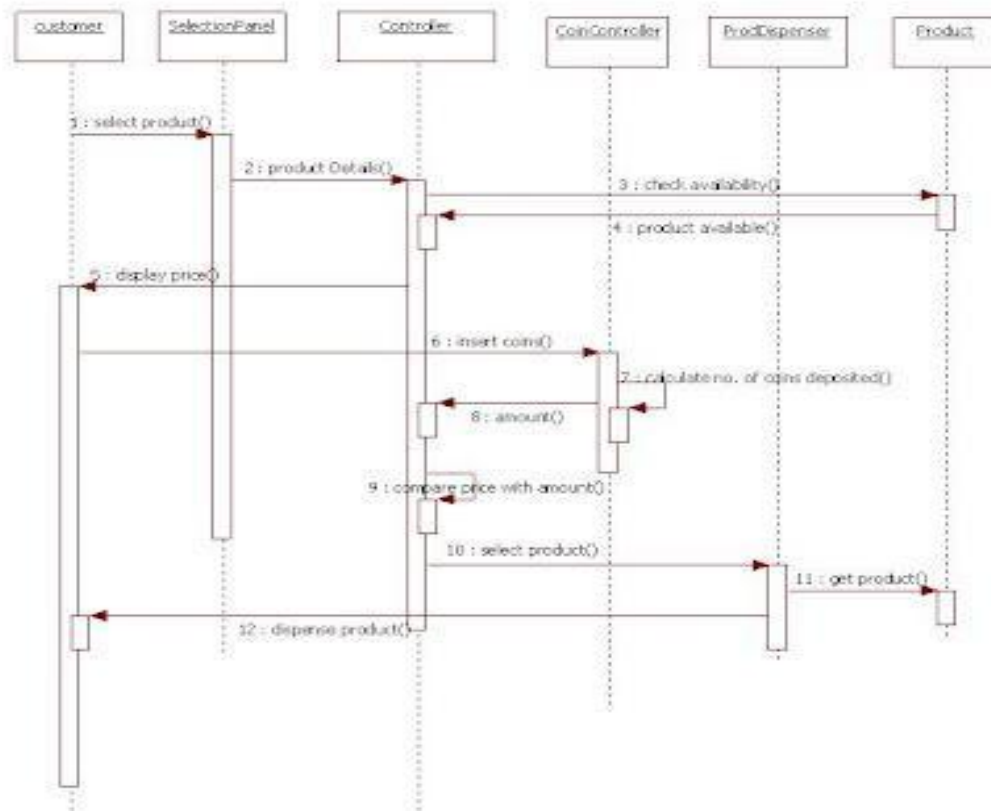 customer
SelectionPanel
Controller
CoinController
ProdDispenser
Product
1 : select product()
2 : product Details()
3 : check availability()
4 : product available()
5 : display price()
6 : insert coins()
7 : calculate no. of coins deposited()
8 : amount()
9 : compare price with amount()
10 : select product()
11 : get product()
12 : dispense product()